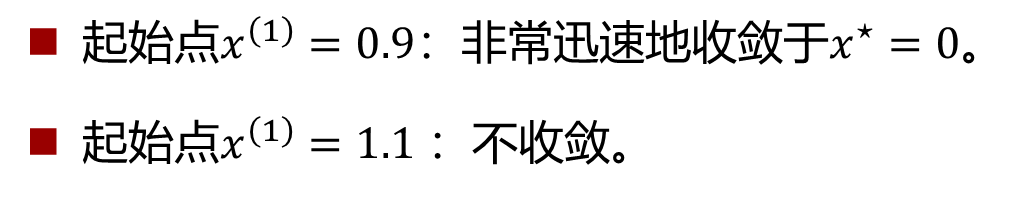 起始点x⁽¹⁾ = 0.9：非常迅速地收敛于x⋆ = 0。
起始点x⁽¹⁾ = 1.1：不收敛。